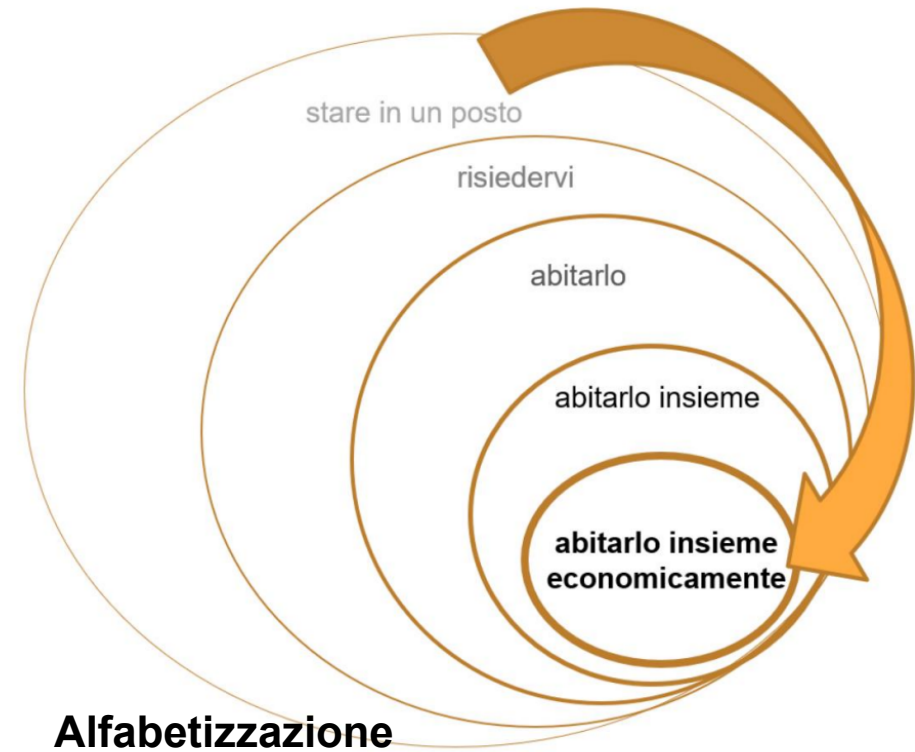 stare in un posto
risiedervi
abitarlo
abitarlo insieme
abitarlo insieme
economicamente
Alfabetizzazione